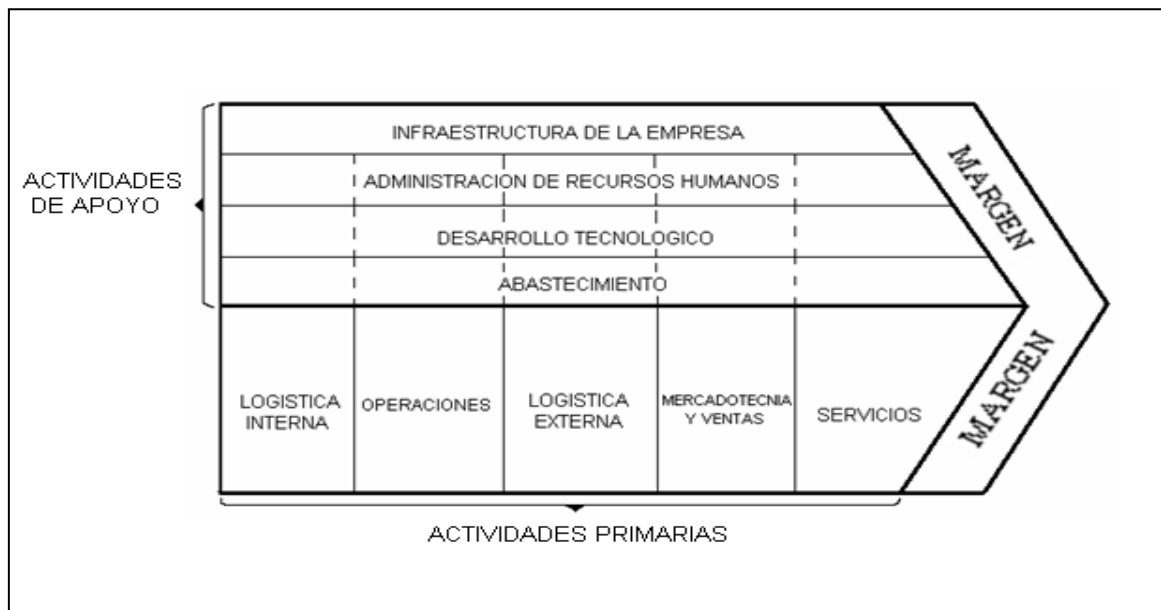 INFRAESTRUCTURA DE LA EMPRESA
ACTIVIDADES
DE APOYO
ADMINISTRACION DE RECURSOS HUMANOS
DESARROLLO TECNOLOGICO
ABASTECIMIENTO
MARGEN
LOGISTICA
INTERNA
OPERACIONES
LOGISTICA
EXTERNA
MERCADOTECNIA
Y VENTAS
SERVICIOS
MARGEN
ACTIVIDADES PRIMARIAS